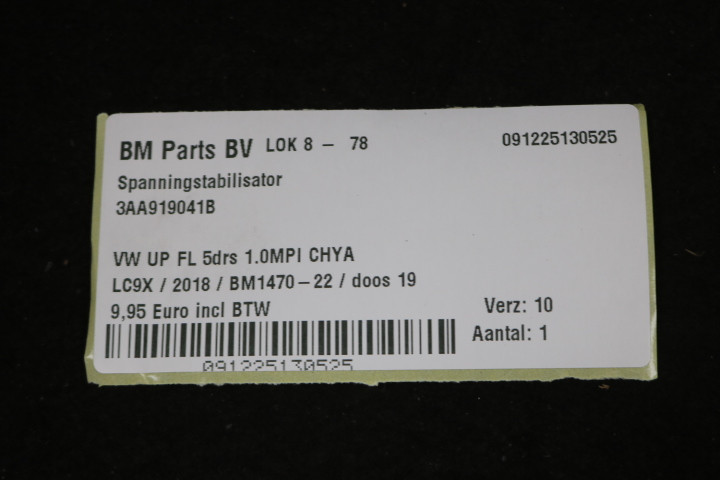 BM Parts BV LOK 8 - 78 091225130525
Spanningstabilisator
3AA919041B
VW UP FL 5drs 1.0MPI CHYA
LC9X / 2018 / BM1470-22 / doos 19
9,95 Euro incl BTW Verz: 10
Aantal: 1
091225130525